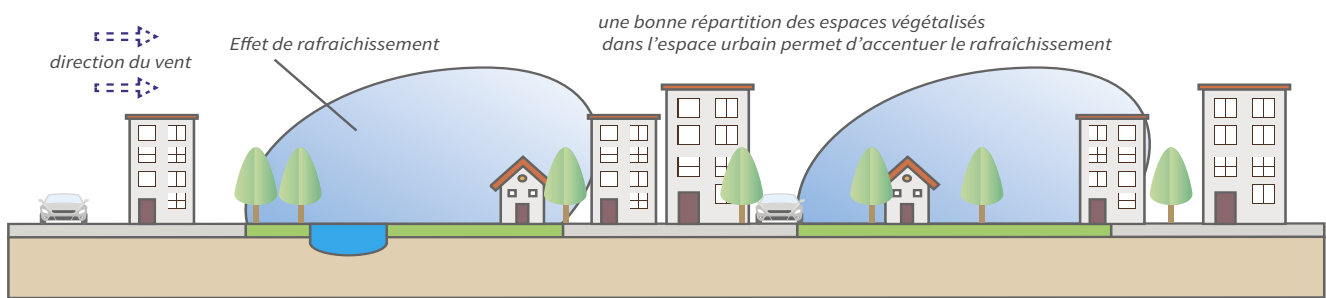 une bonne répartition des espaces végétalisés
dans l’espace urbain permet d’accentuer le rafraîchissement
Effet de rafraichissement
direction du vent